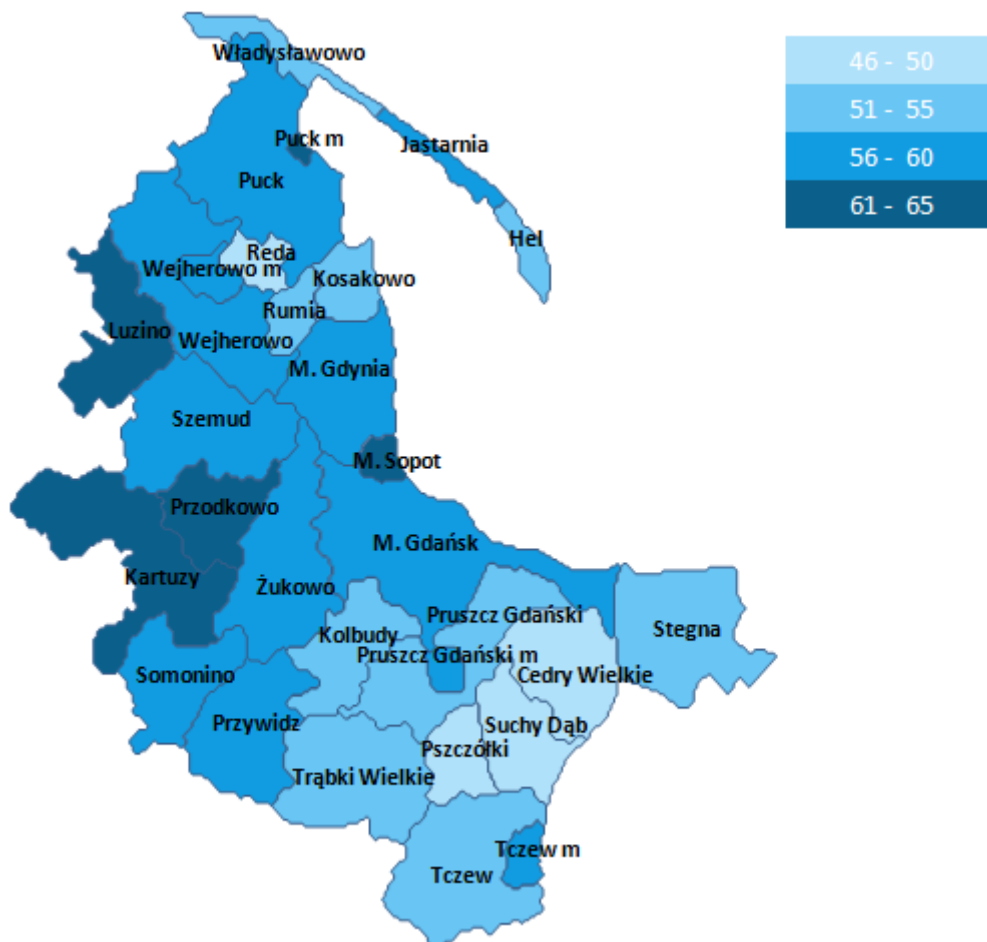 Władysławowo
46 - 50
51 - 55
56 - 60
61 - 65
Puck m
Jastarnia
Puck
Hel
Reda
Wejherowo m
Kosakowo
Rumia
Luzino
Wejherowo
M. Gdynia
Szemud
M. Sopot
Przodkowo
M. Gdańsk
Kartuzy
Żukowo
Pruszcz Gdański
Stegna
Kolbudy
Pruszcz Gdański m
Somonino
Cedry Wielkie
Przywidz
Suchy Dąb
Pszczółki
Trąbki Wielkie
Tczew m
Tczew